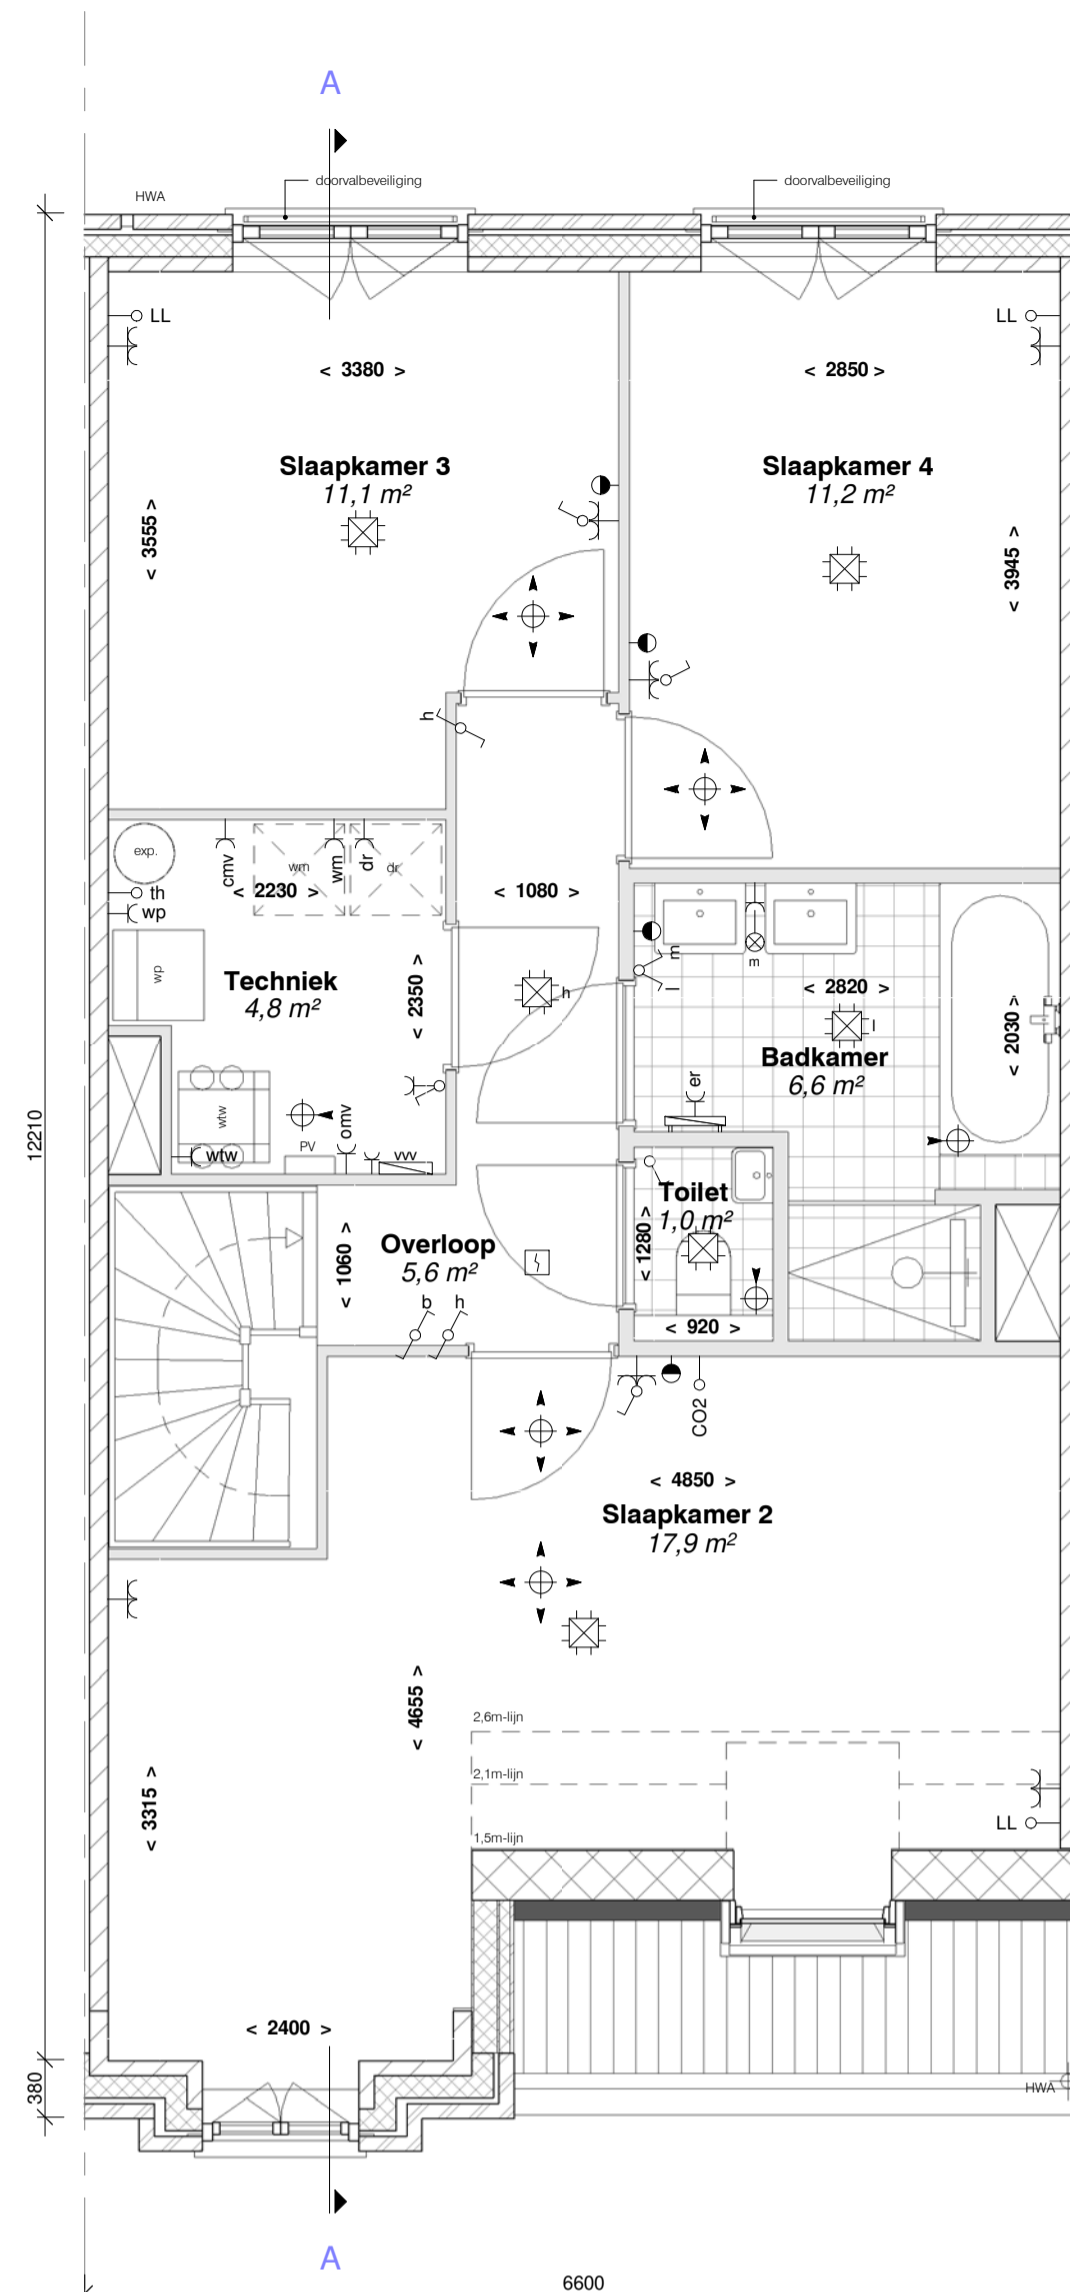 A
doorvalbeveiliging
doorvalbeveiliging
HWA
LL
LL
< 3380 >
< 2850 >
Slaapkamer 3
11,1 m²
Slaapkamer 4
11,2 m²
< 3555 >
< 3945 >
h
exp.
cmv
wm
wm
dr
dr
th
wp
< 2230 >
< 1080 >
wp
Techniek
4,8 m²
< 2350 >
h
m
l
m
< 2820 >
l
Badkamer
6,6 m²
< 2030 >
er
wtw
wtw
PV
omv
vvv
12210
Toilet
1,0 m²
< 1280 >
< 920 >
Overloop
5,6 m²
< 1060 >
b
h
CO2
< 4850 >
Slaapkamer 2
17,9 m²
< 4655 >
2,6m-lijn
2,1m-lijn
1,5m-lijn
< 3315 >
LL
< 2400 >
380
HWA
A
6600